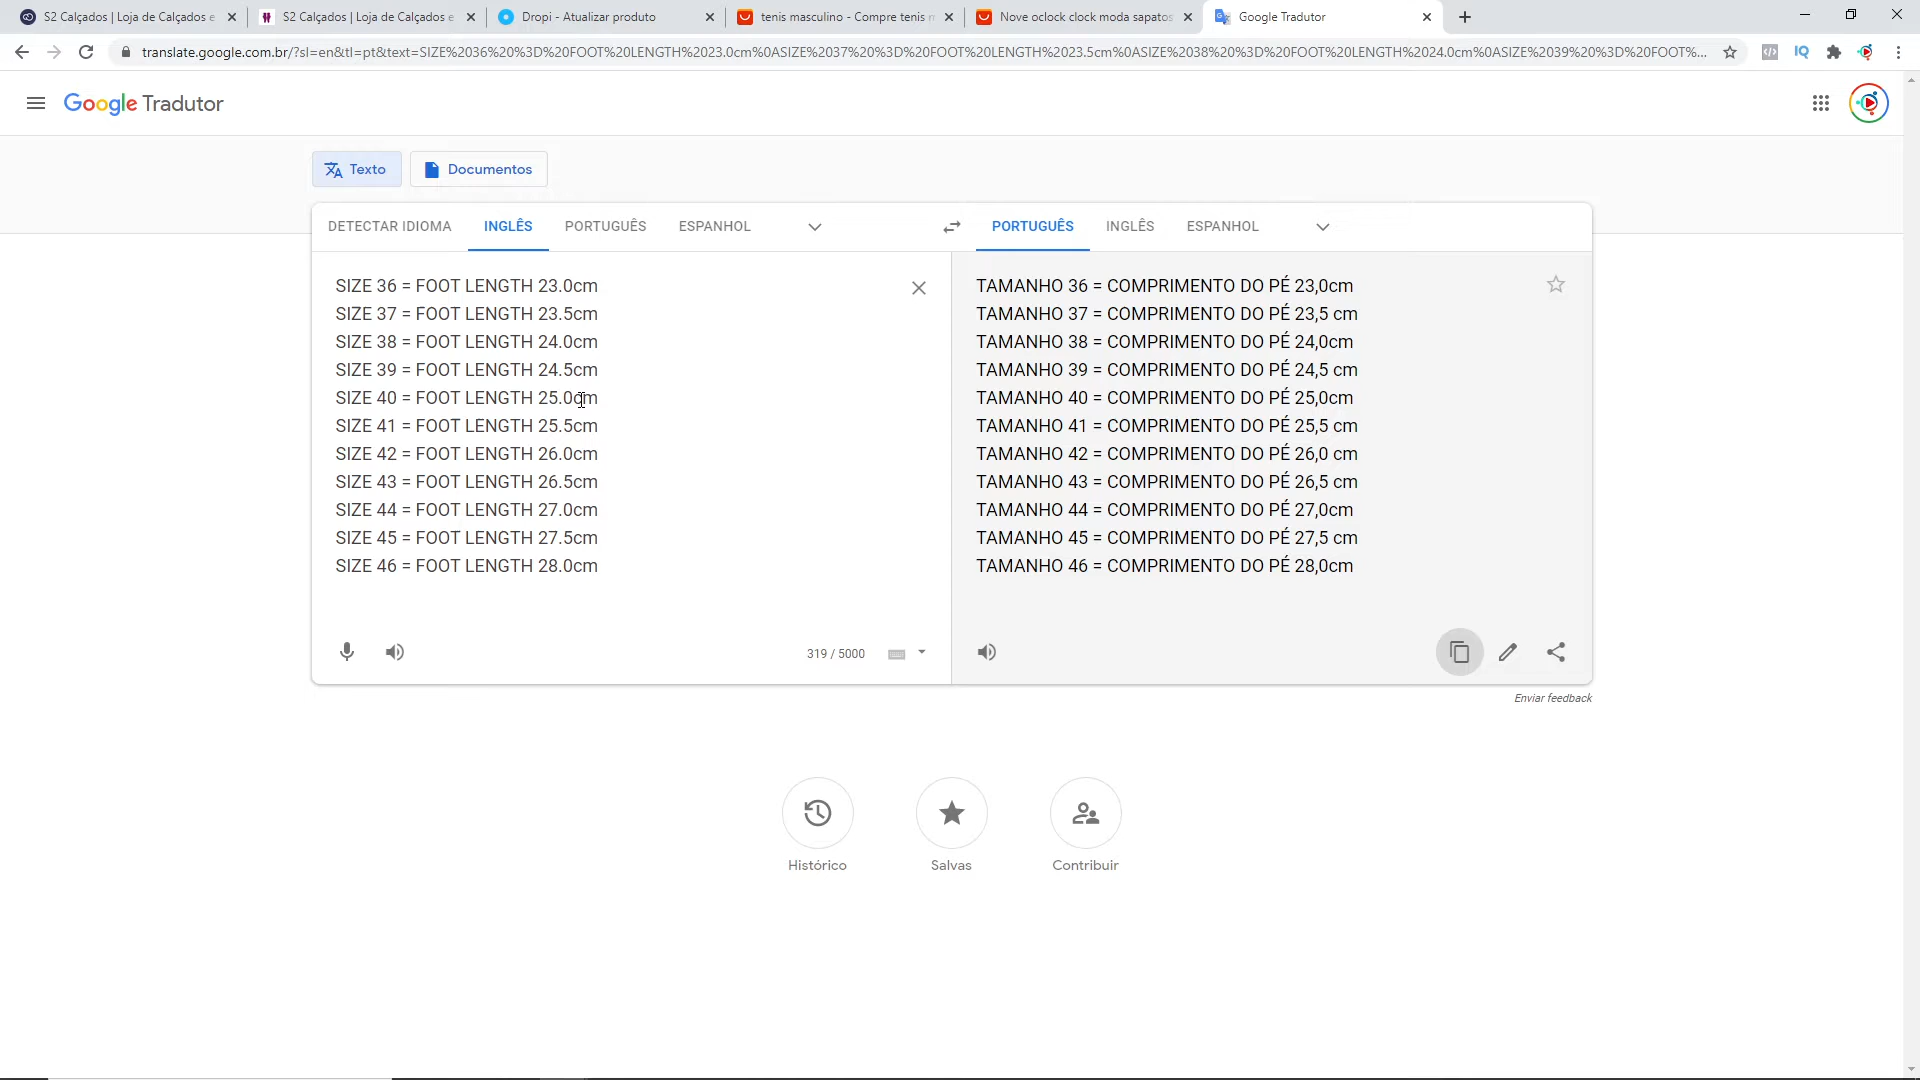 S2 Calçados | Loja de Calçados e
S2 Calçados | Loja de Calçados e
Dropi - Atualizar produto
tenis masculino - Compre tenis m
Nove oclock clock moda sapatos
Google Tradutor
translate.google.com.br/?sl=en&tl=pt&text=SIZE%2036%20%3D%20FOOT%20LENGTH%2023.0cm%0ASIZE%2037%20%3D%20FOOT%20LENGTH%2023.5cm%0ASIZE%2038%20%3D%20FOOT%20LENGTH%2024.0cm%0ASIZE%2039%20%3D%20FOOT%...
IQ
Google Tradutor
Texto
Documentos
DETECTAR IDIOMA INGLÊS PORTUGUÊS ESPANHOL
PORTUGUÊS INGLÊS ESPANHOL
SIZE 36 = FOOT LENGTH 23.0cm
SIZE 37 = FOOT LENGTH 23.5cm
SIZE 38 = FOOT LENGTH 24.0cm
SIZE 39 = FOOT LENGTH 24.5cm
SIZE 40 = FOOT LENGTH 25.0cm
SIZE 41 = FOOT LENGTH 25.5cm
SIZE 42 = FOOT LENGTH 26.0cm
SIZE 43 = FOOT LENGTH 26.5cm
SIZE 44 = FOOT LENGTH 27.0cm
SIZE 45 = FOOT LENGTH 27.5cm
SIZE 46 = FOOT LENGTH 28.0cm
319 / 5000
TAMANHO 36 = COMPRIMENTO DO PÉ 23,0cm
TAMANHO 37 = COMPRIMENTO DO PÉ 23,5 cm
TAMANHO 38 = COMPRIMENTO DO PÉ 24,0cm
TAMANHO 39 = COMPRIMENTO DO PÉ 24,5 cm
TAMANHO 40 = COMPRIMENTO DO PÉ 25,0cm
TAMANHO 41 = COMPRIMENTO DO PÉ 25,5 cm
TAMANHO 42 = COMPRIMENTO DO PÉ 26,0 cm
TAMANHO 43 = COMPRIMENTO DO PÉ 26,5 cm
TAMANHO 44 = COMPRIMENTO DO PÉ 27,0cm
TAMANHO 45 = COMPRIMENTO DO PÉ 27,5 cm
TAMANHO 46 = COMPRIMENTO DO PÉ 28,0cm
Enviar feedback
Histórico
Salvas
Contribuir